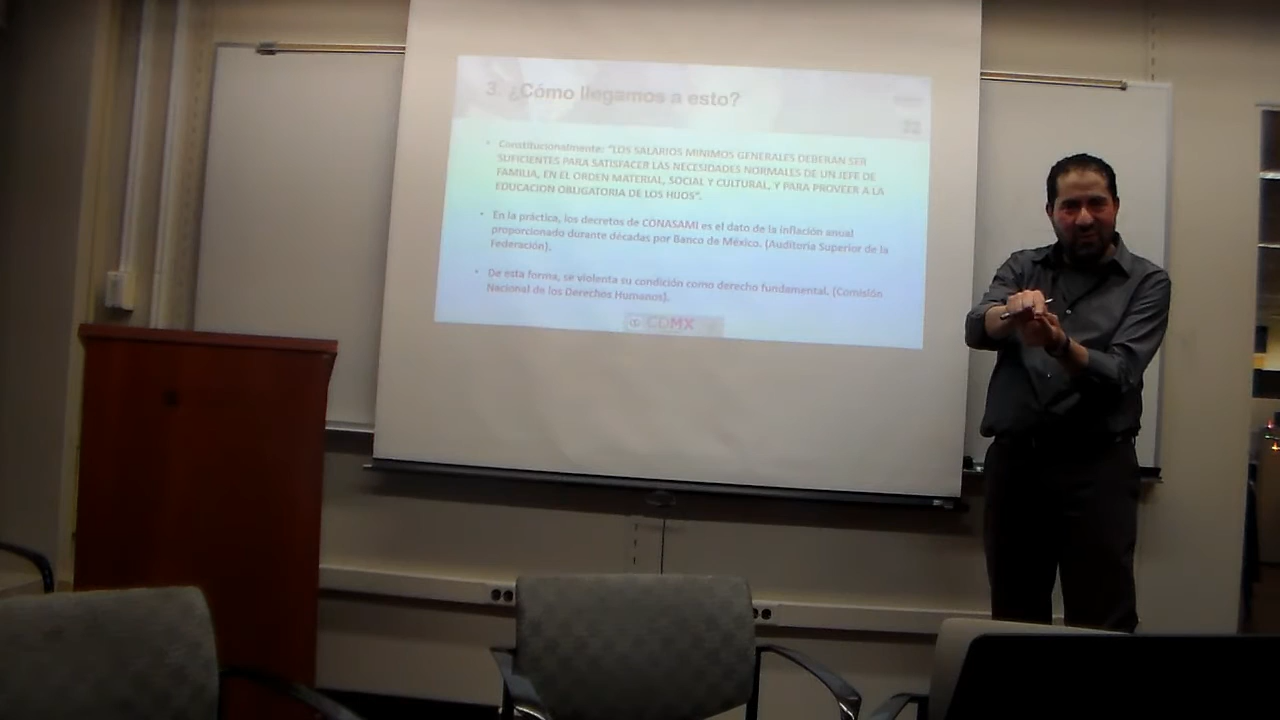 3. ¿Cómo llegamos a esto?
• Constitucionalmente: "LOS SALARIOS MINIMOS GENERALES DEBERAN SER
SUFICIENTES PARA SATISFACER LAS NECESIDADES NORMALES DE UN JEFE DE
FAMILIA, EN EL ORDEN MATERIAL, SOCIAL Y CULTURAL, Y PARA PROVEER A LA
EDUCACION OBLIGATORIA DE LOS HIJOS".
• En la práctica, los decretos de CONASAMI es el dato de la inflación anual
proporcionado durante décadas por Banco de México. (Auditoria Superior de la
Federación).
• De esta forma, se violenta su condición como derecho fundamental. (Comisión
Nacional de los Derechos Humanos).
CDMX